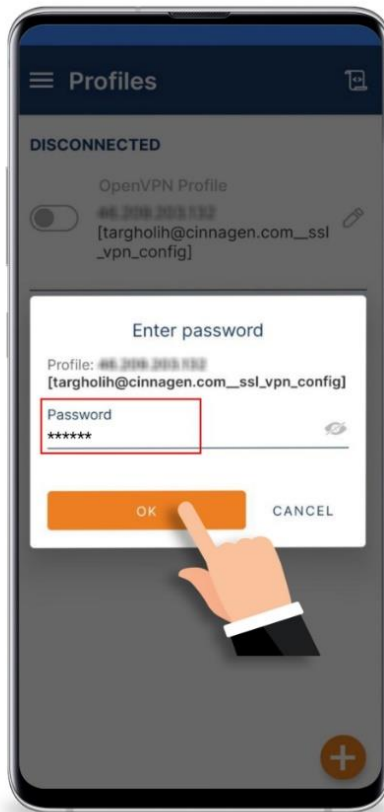 Profiles
DISCONNECTED
OpenVPN Profile
[targholih@cinnagen.com__ssl
_vpn_config]
Enter password
Profile:
[targholih@cinnagen.com__ssl_vpn_config]
Password
******
OK
CANCEL